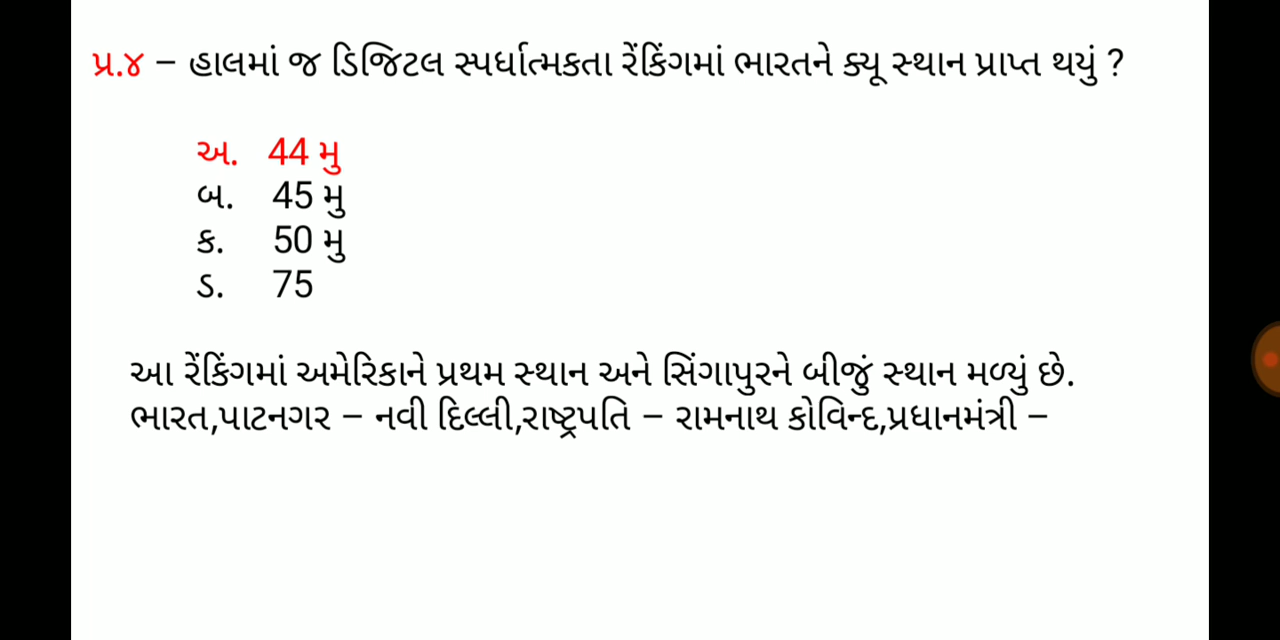 પ્ર.૪ – હાલમાં જ ડિજિટલ સ્પર્ધાત્મકતા રેંકિંગમાં ભારતને ક્યૂ સ્થાન પ્રાપ્ત થયું ?
અ. 44 મુ
બ. 45 મુ
ક. 50 મુ
ડ. 75
આ રેંકિંગમાં અમેરિકાને પ્રથમ સ્થાન અને સિંગાપુરને બીજું સ્થાન મળ્યું છે.
ભારત,પાટનગર – નવી દિલ્લી,રાષ્ટ્રપતિ – રામનાથ કોવિન્દ,પ્રધાનમંત્રી –